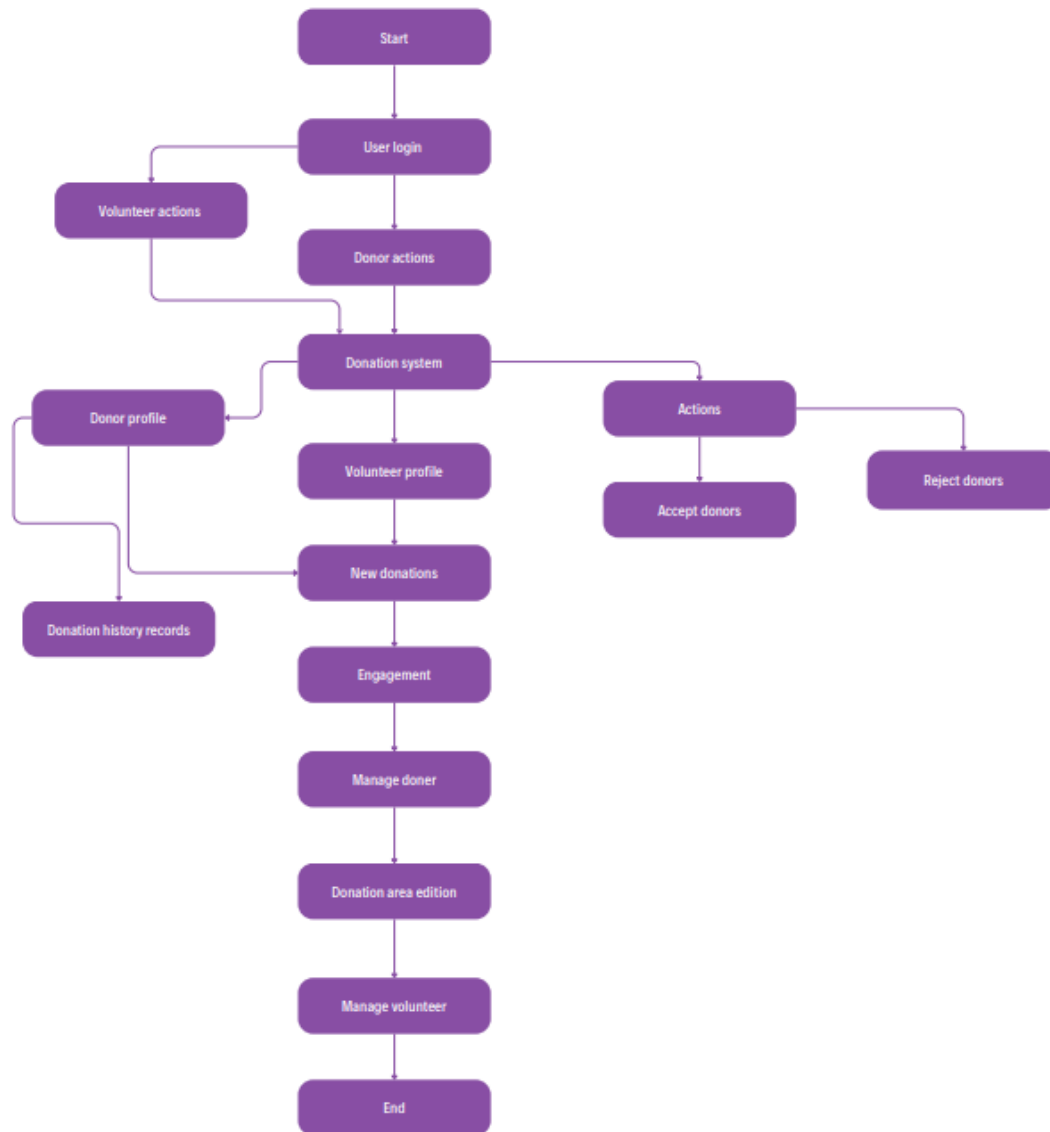 Start
User login
Volunteer actions
Donor actions
Donation system
Actions
Donor profile
Volunteer profile
Reject donors
Accept donors
New donations
Donation history records
Engagement
Manage doner
Donation area edition
Manage volunteer
End